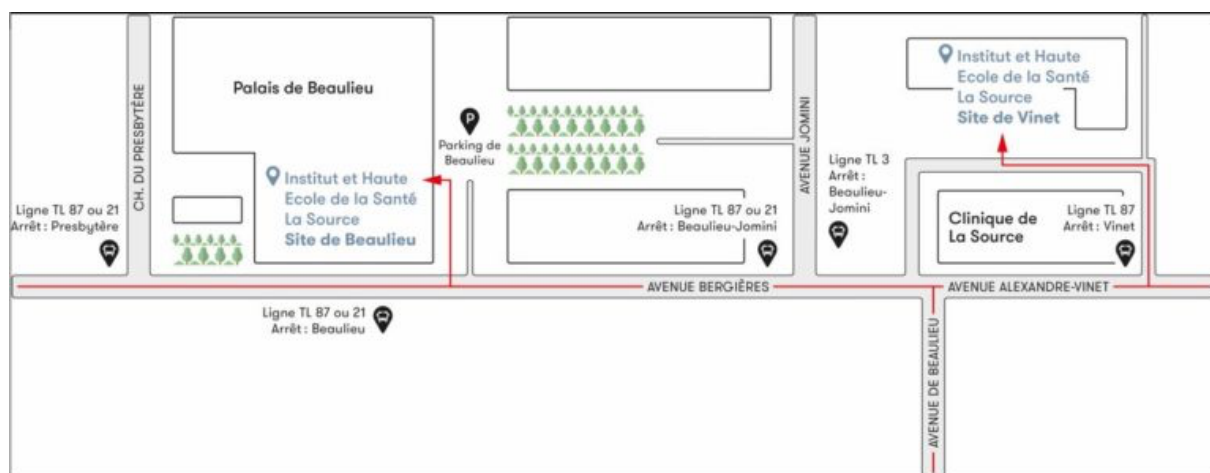 CH. DU PRESBYTÈRE
Palais de Beaulieu
P
Parking de
Beaulieu
Institut et Haute
Ecole de la Santé
La Source
Site de Beaulieu
Ligne TL 87 ou 21
Arrêt : Presbytère
Ligne TL 87 ou 21
Arrêt : Beaulieu
Ligne TL 87 ou 21
Arrêt : Beaulieu-Jomini
AVENUE JOMINI
Ligne TL 3
Arrêt :
Beaulieu-
Jomini
Institut et Haute
Ecole de la Santé
La Source
Site de Vinet
Clinique de
La Source
Ligne TL 87
Arrêt : Vinet
AVENUE BERGIÈRES
AVENUE ALEXANDRE-VINET
AVENUE DE BEAULIEU